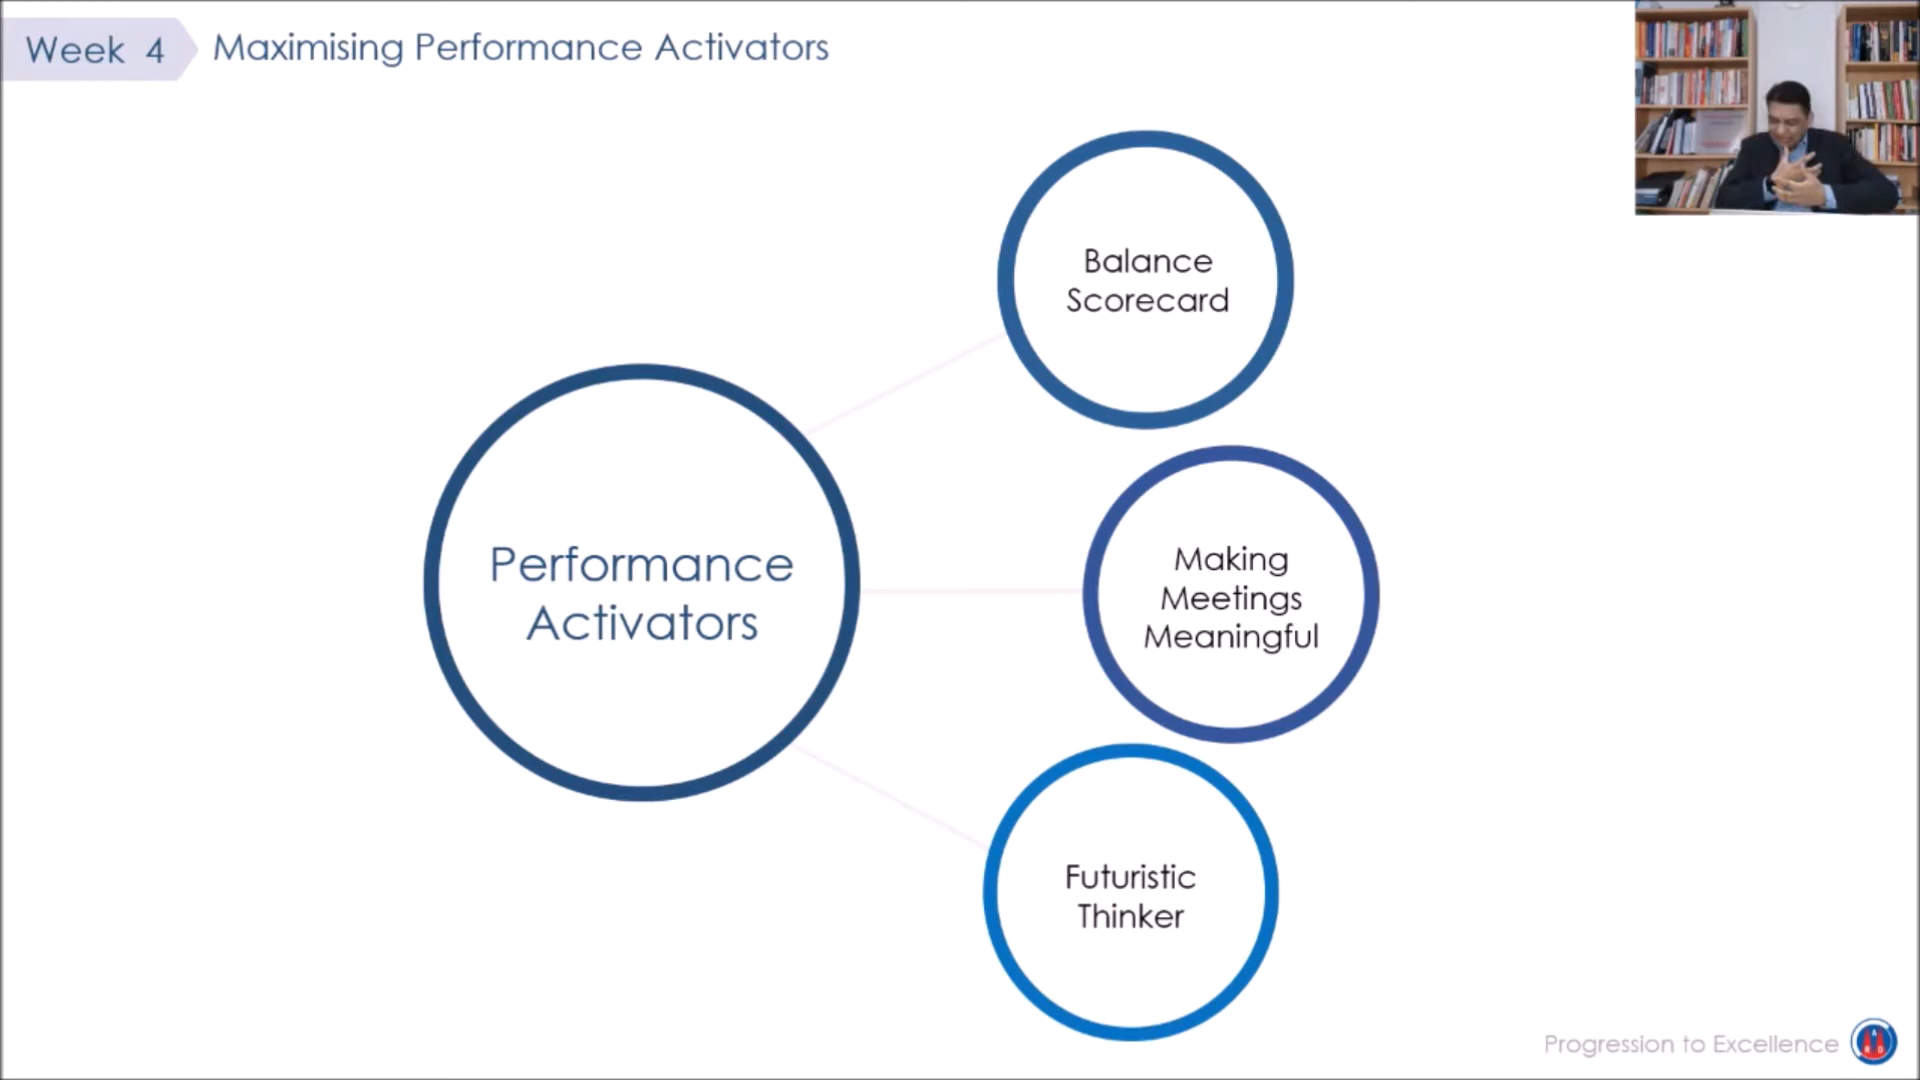 Week 4
Maximising Performance Activators
Balance
Scorecard
Performance
Activators
Making
Meetings
Meaningful
Futuristic
Thinker
Progression to Excellence